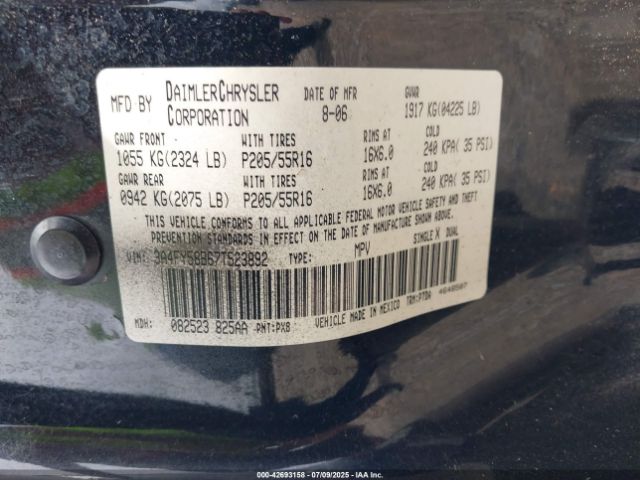 MFD BY DAIMLERCHRYSLER CORPORATION DATE OF MFR 8-06 GVWR 1917 KG(04225 LB)
GAWR FRONT WITH TIRES RIMS AT COLD
1055 KG(2324 LB) P205/55R16 16X6.0 240 KPA( 35 PSI)
GAWR REAR WITH TIRES RIMS AT COLD
0942 KG(2075 LB) P205/55R16 16X6.0 240 KPA( 35 PSI)
THIS VEHICLE CONFORMS TO ALL APPLICABLE FEDERAL MOTOR VEHICLE SAFETY AND THEFT
PREVENTION STANDARDS IN EFFECT ON THE DATE OF MANUFACTURE SHOWN ABOVE.
VIN: 3A4FY58B67T523892 TYPE: MPV SINGLE X DUAL
MDH: 082523 825AA PNT:PX8 VEHICLE MADE IN MEXICO TRM:P7DA 4648507
000-42693158 - 07/09/2025 - IAA Inc.